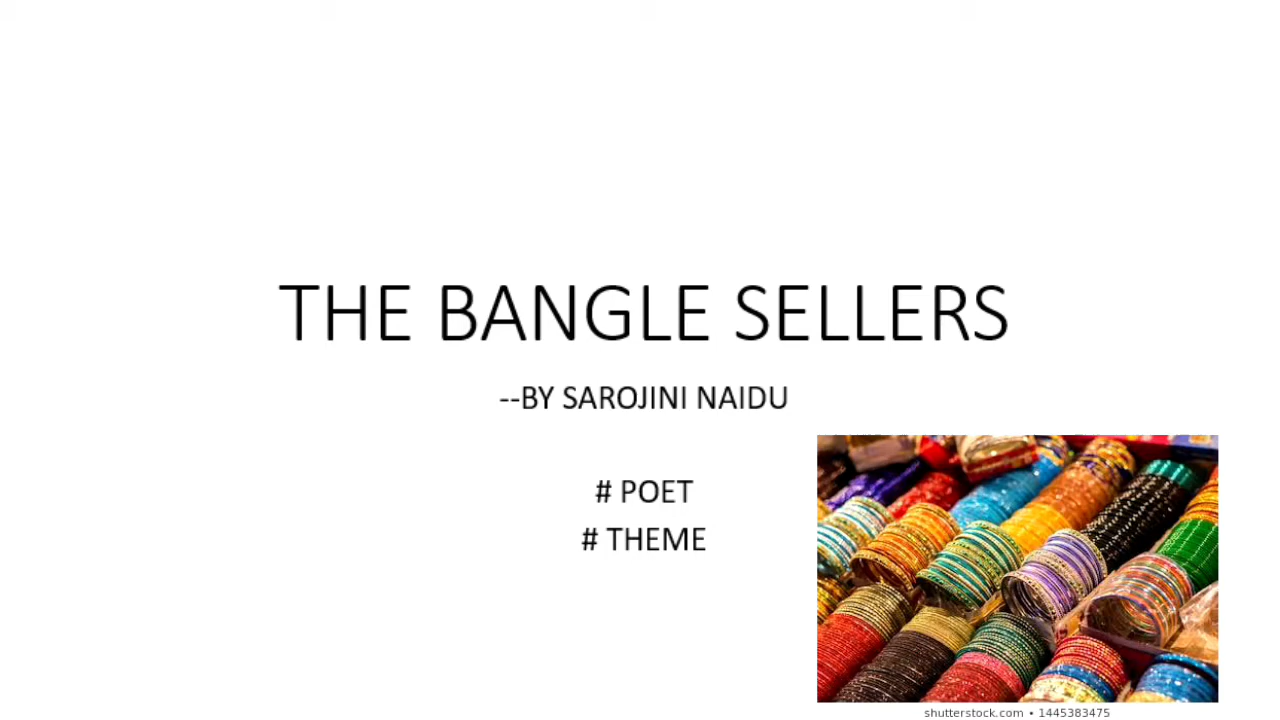 THE BANGLE SELLERS
--BY SAROJINI NAIDU
# POET
# THEME
shutterstock.com • 1445383475